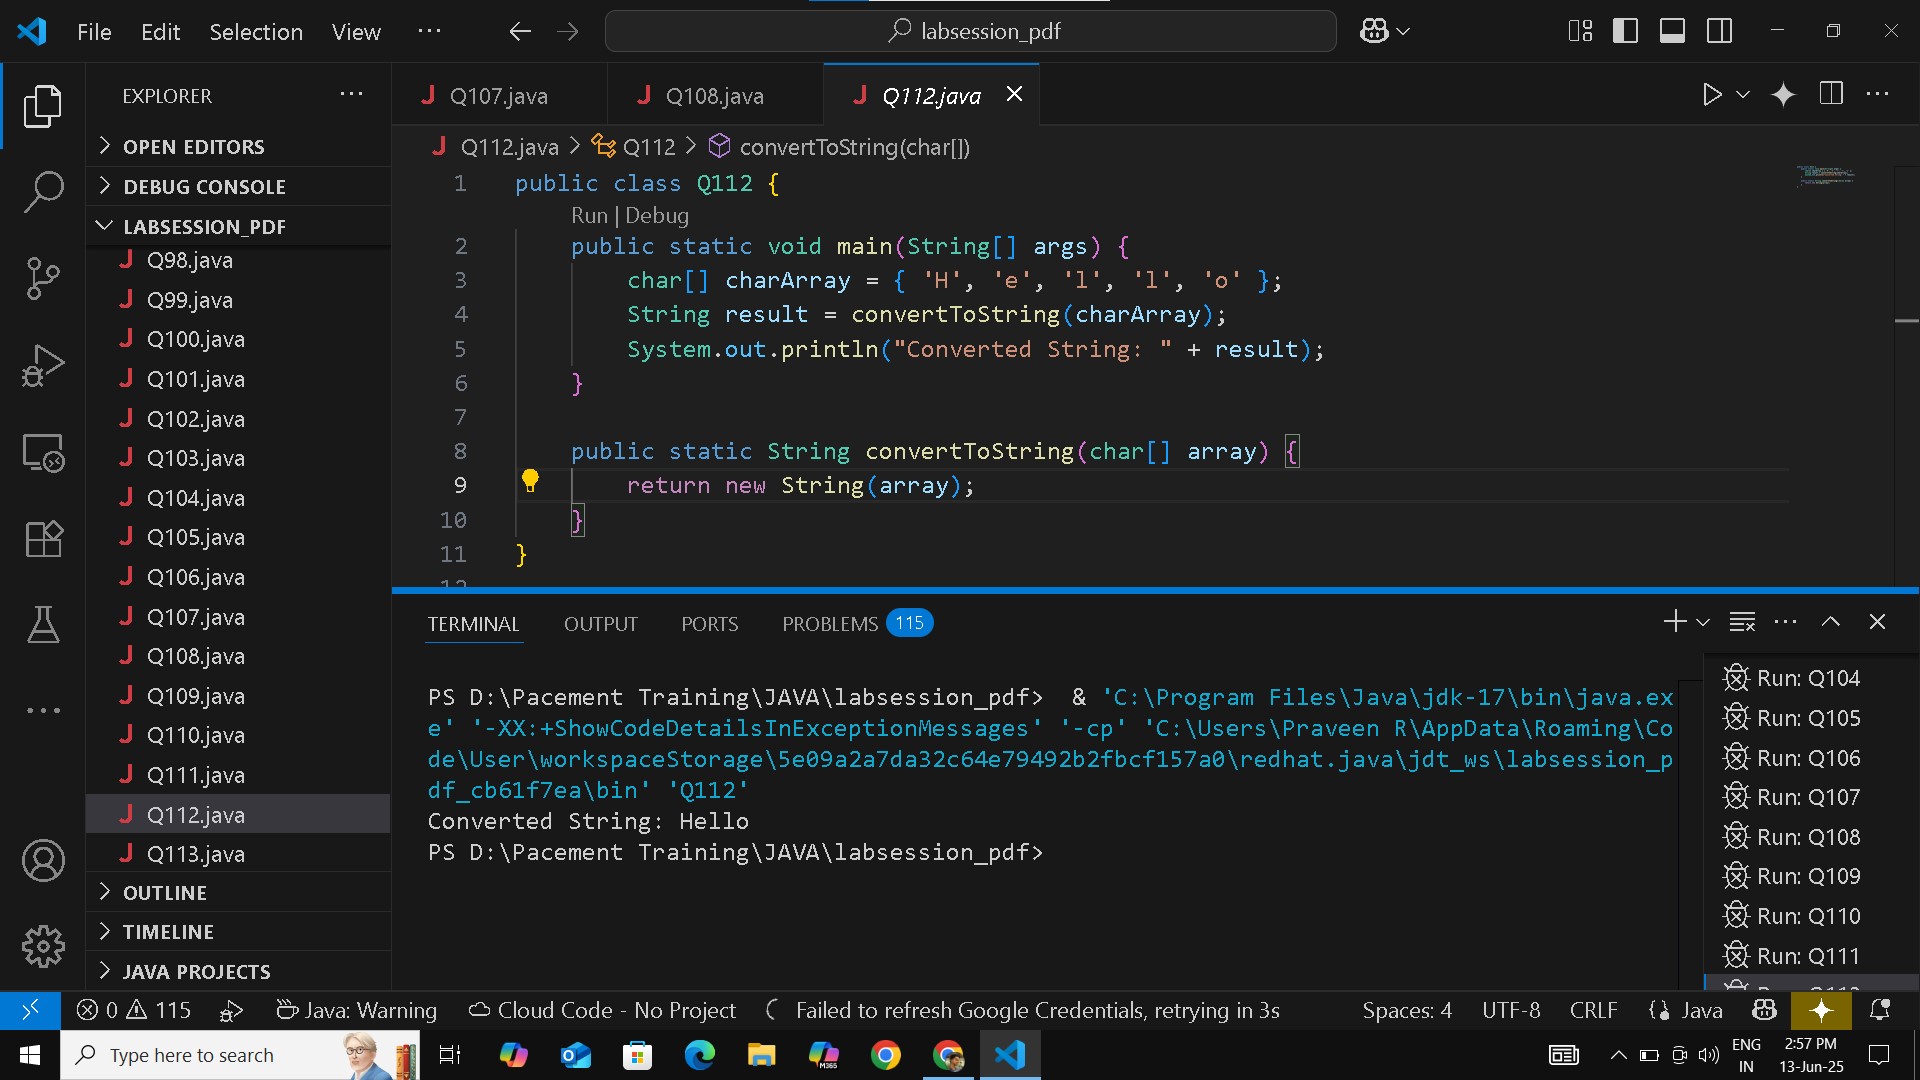 File Edit Selection View ··· labsession_pdf
EXPLORER ···
OPEN EDITORS
DEBUG CONSOLE
LABSESSION_PDF
Q98.java
Q99.java
Q100.java
Q101.java
Q102.java
Q103.java
Q104.java
Q105.java
Q106.java
Q107.java
Q108.java
Q109.java
Q110.java
Q111.java
Q112.java
Q113.java
OUTLINE
TIMELINE
JAVA PROJECTS
J Q107.java J Q108.java J Q112.java
J Q112.java > Q112 > convertToString(char[])
1 public class Q112 {
Run | Debug
2 public static void main(String[] args) {
3 char[] charArray = { 'H', 'e', 'l', 'l', 'o' };
4 String result = convertToString(charArray);
5 System.out.println("Converted String: " + result);
6 }
7
8 public static String convertToString(char[] array) {
9 return new String(array);
10 }
11 }
12
TERMINAL OUTPUT PORTS PROBLEMS 115
PS D:\Pacement Training\JAVA\labsession_pdf> & 'C:\Program Files\Java\jdk-17\bin\java.ex
e' '-XX:+ShowCodeDetailsInExceptionMessages' '-cp' 'C:\Users\Praveen R\AppData\Roaming\Co
de\User\workspaceStorage\5e09a2a7da32c64e79492b2fbcf157a0\redhat.java\jdt_ws\labsession_p
df_cb61f7ea\bin' 'Q112'
Converted String: Hello
PS D:\Pacement Training\JAVA\labsession_pdf>
Run: Q104
Run: Q105
Run: Q106
Run: Q107
Run: Q108
Run: Q109
Run: Q110
Run: Q111
0 115 Java: Warning Cloud Code - No Project Failed to refresh Google Credentials, retrying in 3s Spaces: 4 UTF-8 CRLF {} Java
Type here to search M365 ENG 2:57 PM
IN 13-Jun-25